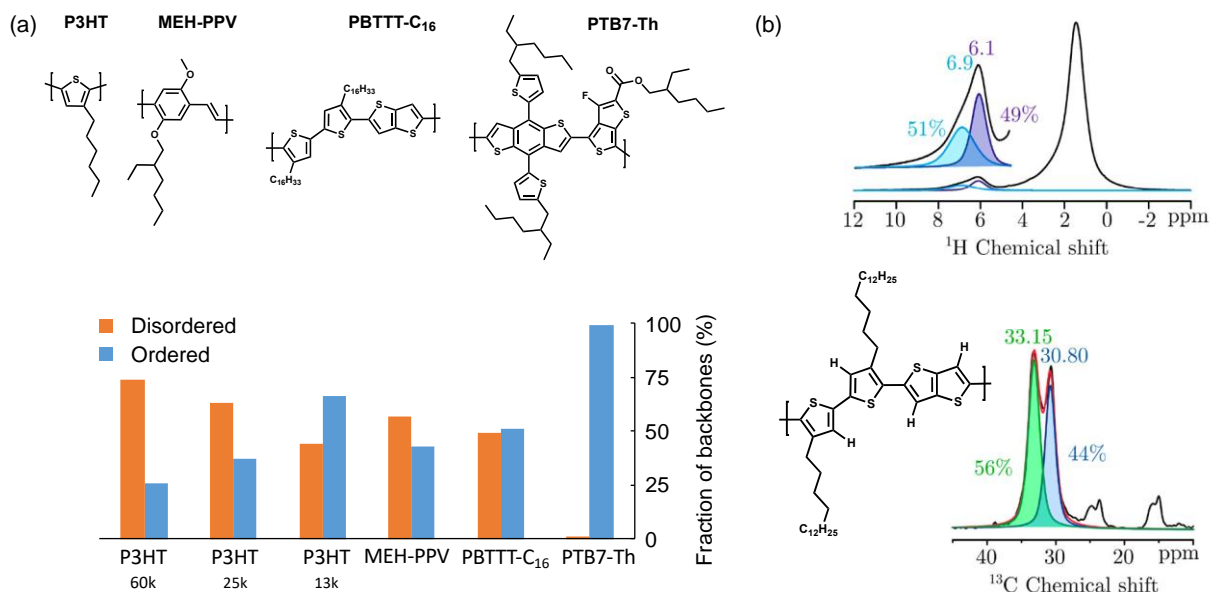 (a)
P3HT
MEH-PPV
PBTTT-C16
PTB7-Th
S
O
O
S
C16H33
C16H33
S
S
S
S
S
S
S
S
S
F
O
O
S
S
Disordered
Ordered
100
75
50
25
0
Fraction of backbones (%)
P3HT
60k
P3HT
25k
P3HT
13k
MEH-PPV
PBTTT-C16
PTB7-Th
(b)
6.1
6.9
51%
49%
12 10 8 6 4 2 0 -2 ppm
1H Chemical shift
C12H25
H
H
S
S
S
S
H
H
C12H25
33.15
30.80
56%
44%
40 30 20 ppm
13C Chemical shift